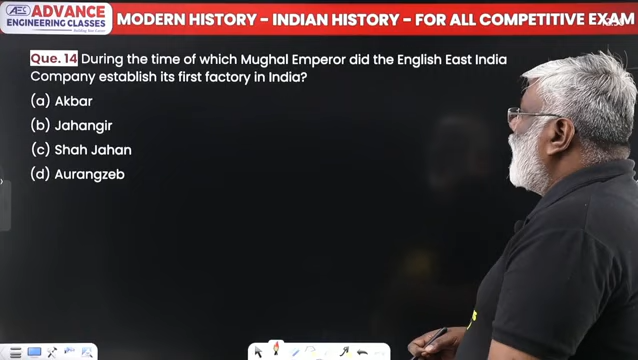 AEC ADVANCE
ENGINEERING CLASSES
MODERN HISTORY - INDIAN HISTORY - FOR ALL COMPETITIVE EXAM
Que. 14 During the time of which Mughal Emperor did the English East India
Company establish its first factory in India?
(a) Akbar
(b) Jahangir
(c) Shah Jahan
(d) Aurangzeb